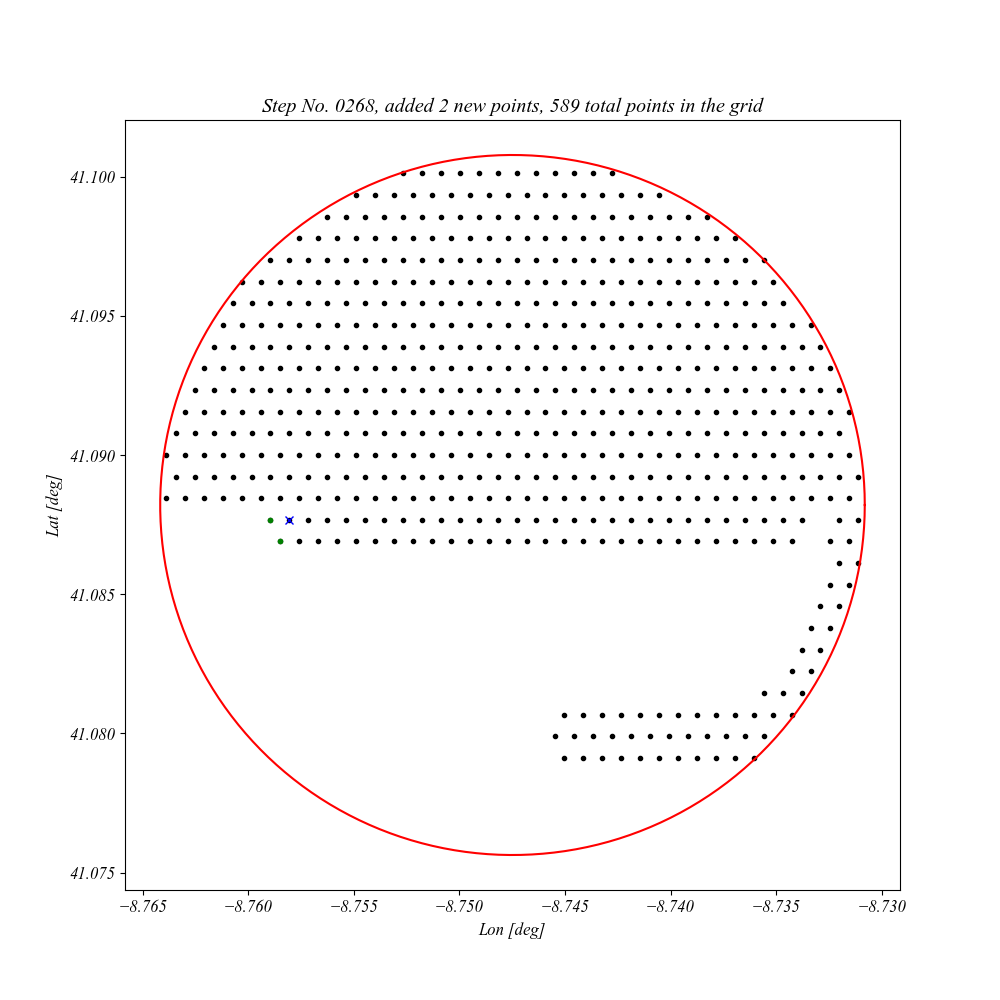 Step No. 0268, added 2 new points, 589 total points in the grid
41.100
41.095
41.090
41.085
41.080
41.075
Lat [deg]
−8.765 −8.760 −8.755 −8.750 −8.745 −8.740 −8.735 −8.730
Lon [deg]